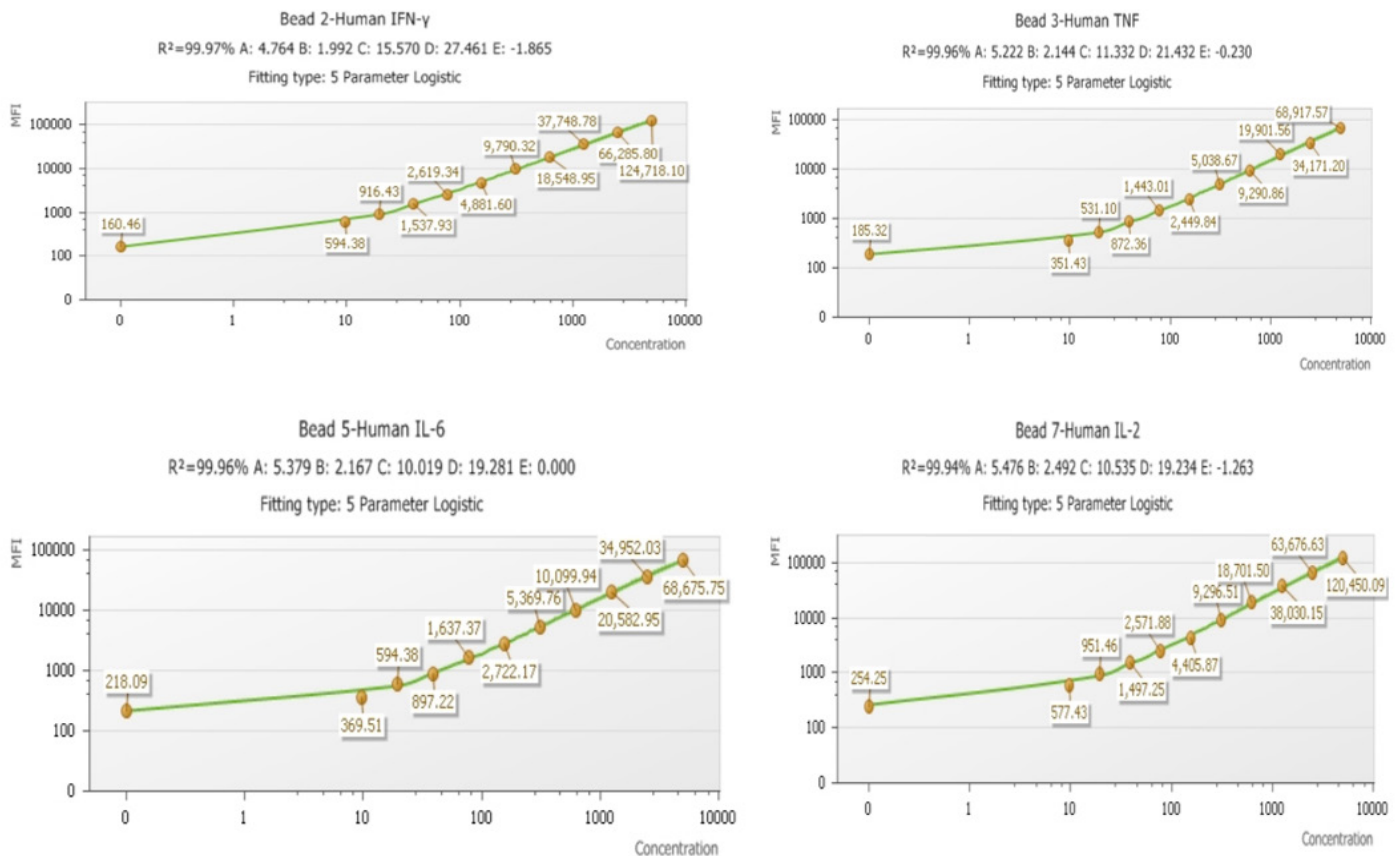 Bead 2-Human IFN-γ
R²=99.97% A: 4.764 B: 1.992 C: 15.570 D: 27.461 E: -1.865
Fitting type: 5 Parameter Logistic
MFI
100000
10000
1000
100
0
160.46
594.38
916.43
1,537.93
2,619.34
4,881.60
9,790.32
18,548.95
37,748.78
66,285.80
124,718.10
0 1 10 100 1000 10000
Concentration
Bead 3-Human TNF
R²=99.96% A: 5.222 B: 2.144 C: 11.332 D: 21.432 E: -0.230
Fitting type: 5 Parameter Logistic
MFI
100000
10000
1000
100
0
185.32
351.43
531.10
872.36
1,443.01
2,449.84
5,038.67
9,290.86
19,901.56
34,171.20
68,917.57
0 1 10 100 1000 10000
Concentration
Bead 5-Human IL-6
R²=99.96% A: 5.379 B: 2.167 C: 10.019 D: 19.281 E: 0.000
Fitting type: 5 Parameter Logistic
MFI
100000
10000
1000
100
0
218.09
369.51
594.38
897.22
1,637.37
2,722.17
5,369.76
10,099.94
20,582.95
34,952.03
68,675.75
0 1 10 100 1000 10000
Concentration
Bead 7-Human IL-2
R²=99.94% A: 5.476 B: 2.492 C: 10.535 D: 19.234 E: -1.263
Fitting type: 5 Parameter Logistic
MFI
100000
10000
1000
100
0
254.25
577.43
951.46
1,497.25
2,571.88
4,405.87
9,296.51
18,701.50
38,030.15
63,676.63
120,450.09
0 1 10 100 1000 10000
Concentration